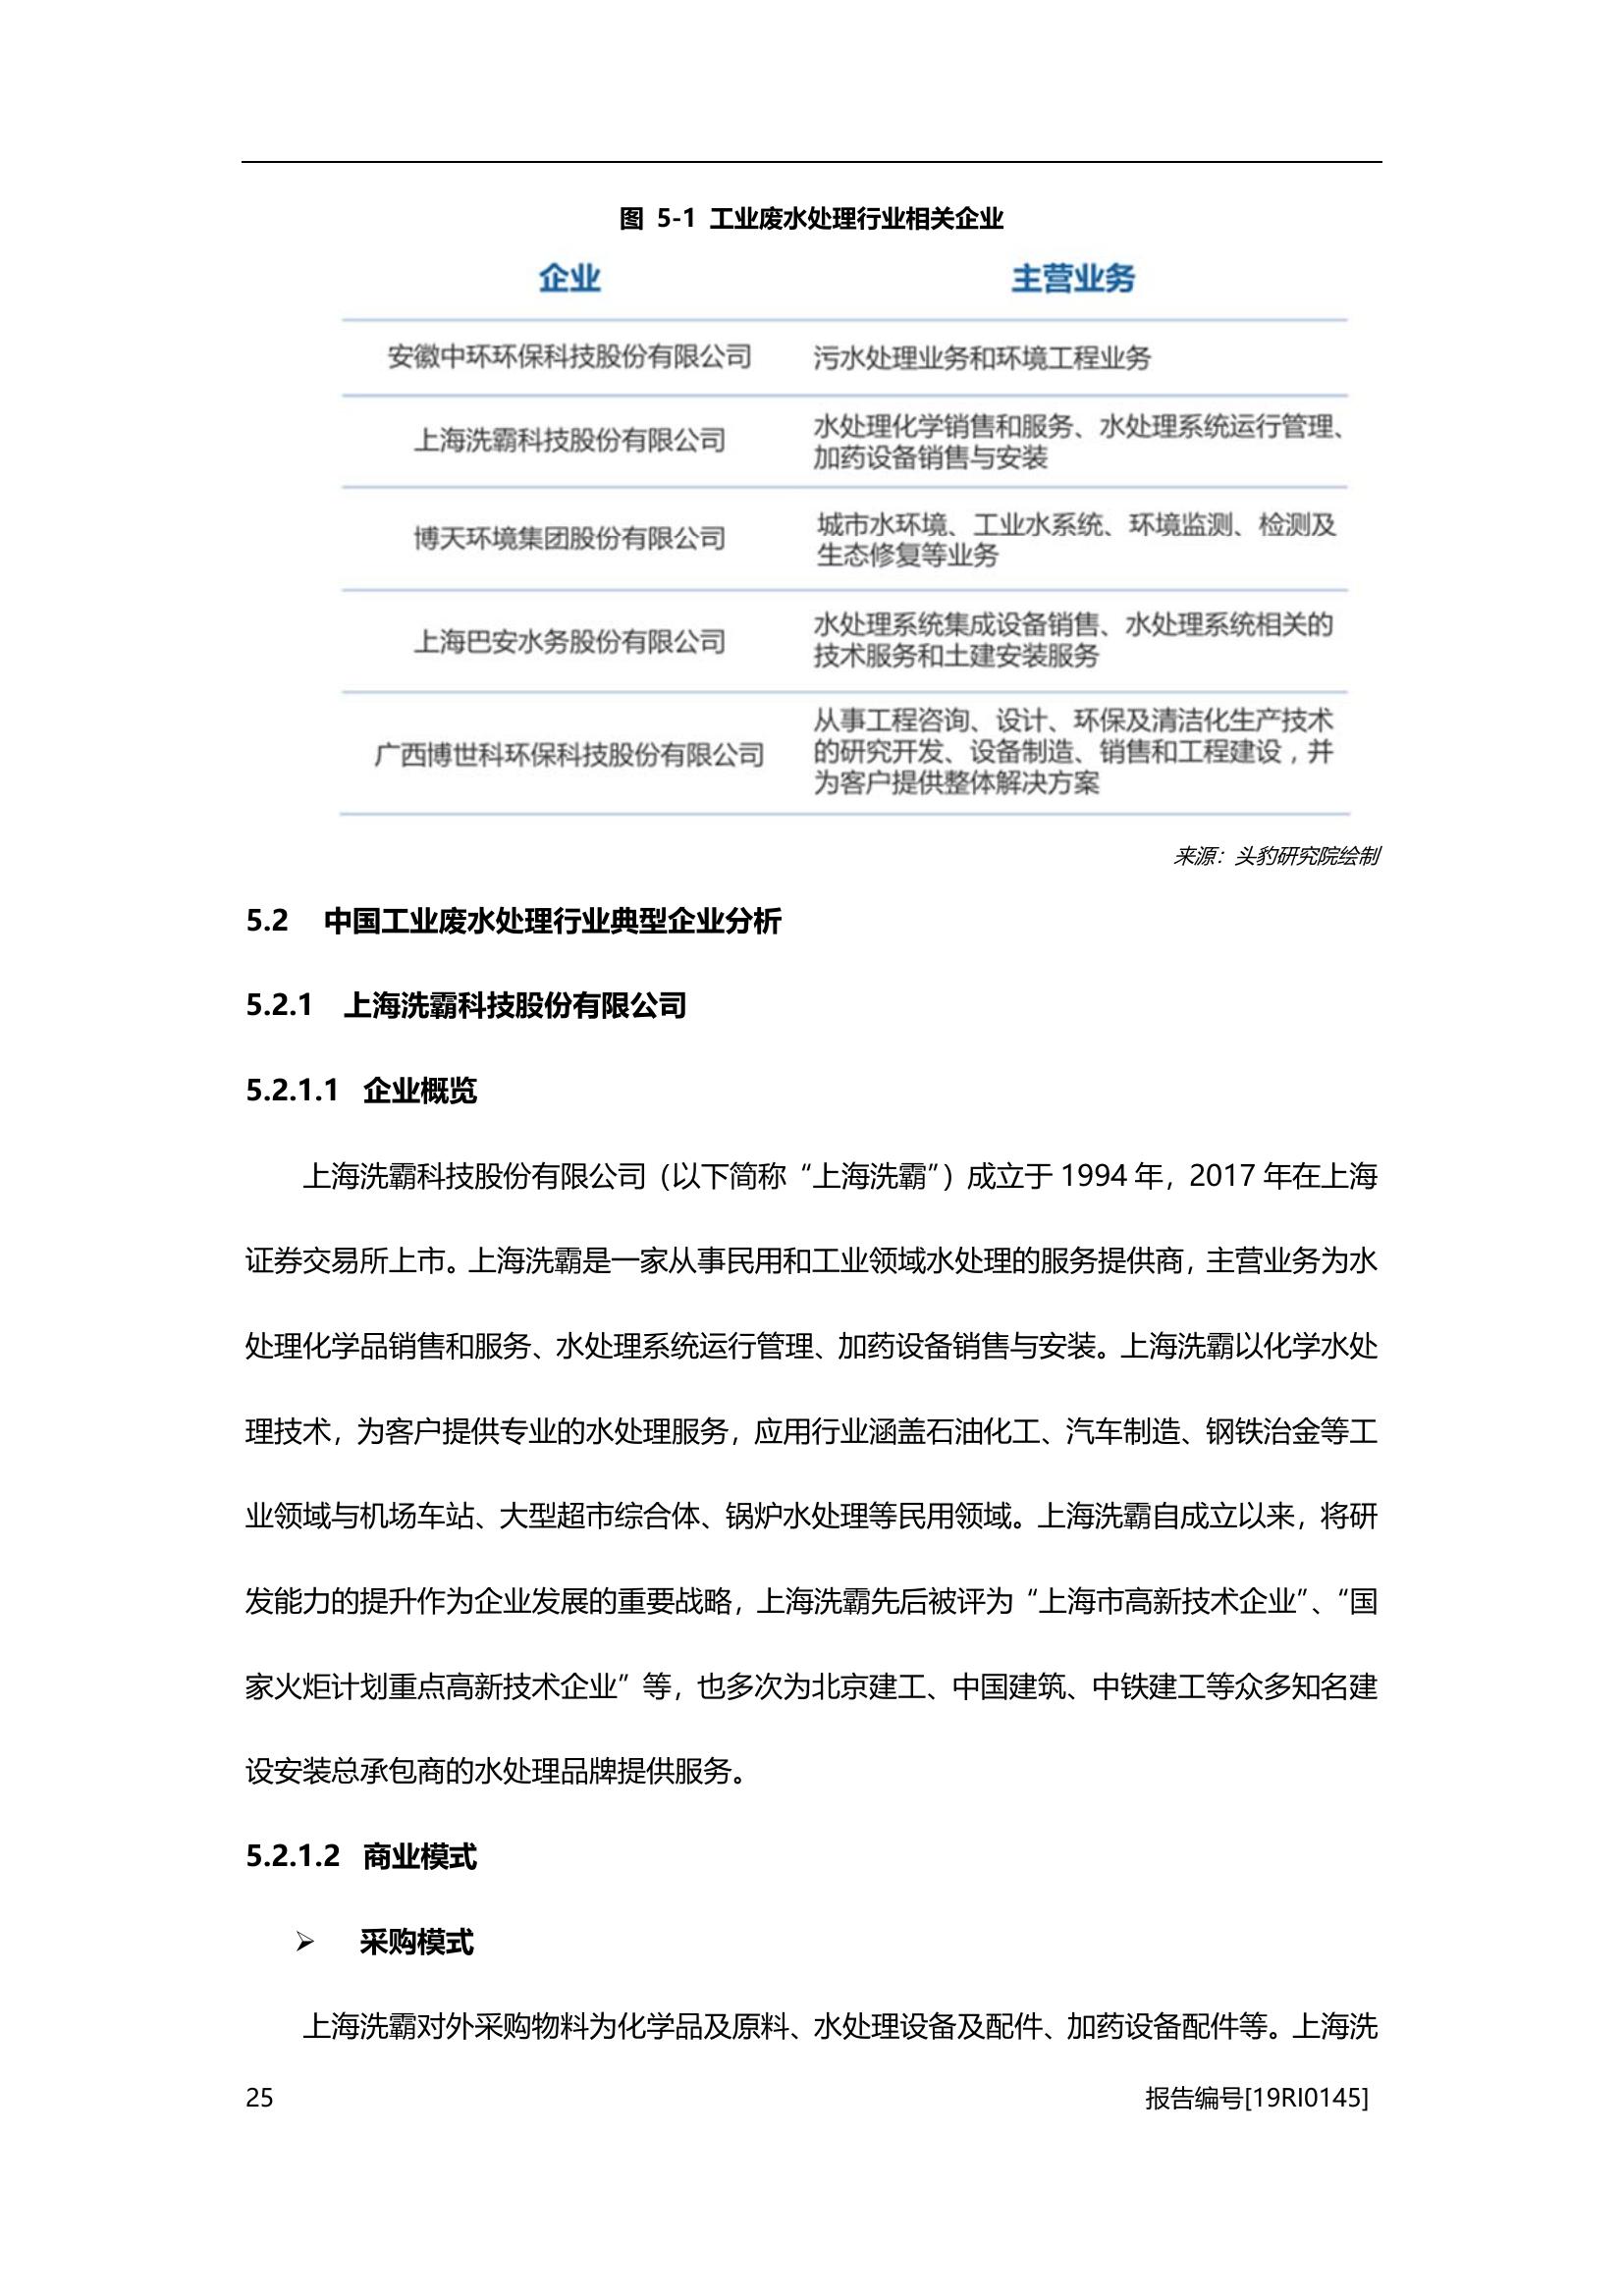 图 5-1 工业废水处理行业相关企业
企业 主营业务
安徽中环环保科技股份有限公司 污水处理业务和环境工程业务
上海洗霸科技股份有限公司 水处理化学销售和服务、水处理系统运行管理、
加药设备销售与安装
博天环境集团股份有限公司 城市水环境、工业水系统、环境监测、检测及
生态修复等业务
上海巴安水务股份有限公司 水处理系统集成设备销售、水处理系统相关的
技术服务和土建安装服务
广西博世科环保科技股份有限公司 从事工程咨询、设计、环保及清洁化生产技术
的研究开发、设备制造、销售和工程建设，并
为客户提供整体解决方案
来源：头豹研究院绘制
5.2 中国工业废水处理行业典型企业分析
5.2.1 上海洗霸科技股份有限公司
5.2.1.1 企业概览
上海洗霸科技股份有限公司（以下简称“上海洗霸”）成立于 1994 年，2017 年在上海
证券交易所上市。上海洗霸是一家从事民用和工业领域水处理的服务提供商，主营业务为水
处理化学品销售和服务、水处理系统运行管理、加药设备销售与安装。上海洗霸以化学水处
理技术，为客户提供专业的水处理服务，应用行业涵盖石油化工、汽车制造、钢铁冶金等工
业领域与机场车站、大型超市综合体、锅炉水处理等民用领域。上海洗霸自成立以来，将研
发能力的提升作为企业发展的重要战略，上海洗霸先后被评为“上海市高新技术企业”、“国
家火炬计划重点高新技术企业”等，也多次为北京建工、中国建筑、中铁建工等众多知名建
设安装总承包商的水处理品牌提供服务。
5.2.1.2 商业模式
➢ 采购模式
上海洗霸对外采购物料为化学品及原料、水处理设备及配件、加药设备配件等。上海洗
25 报告编号[19RI0145]